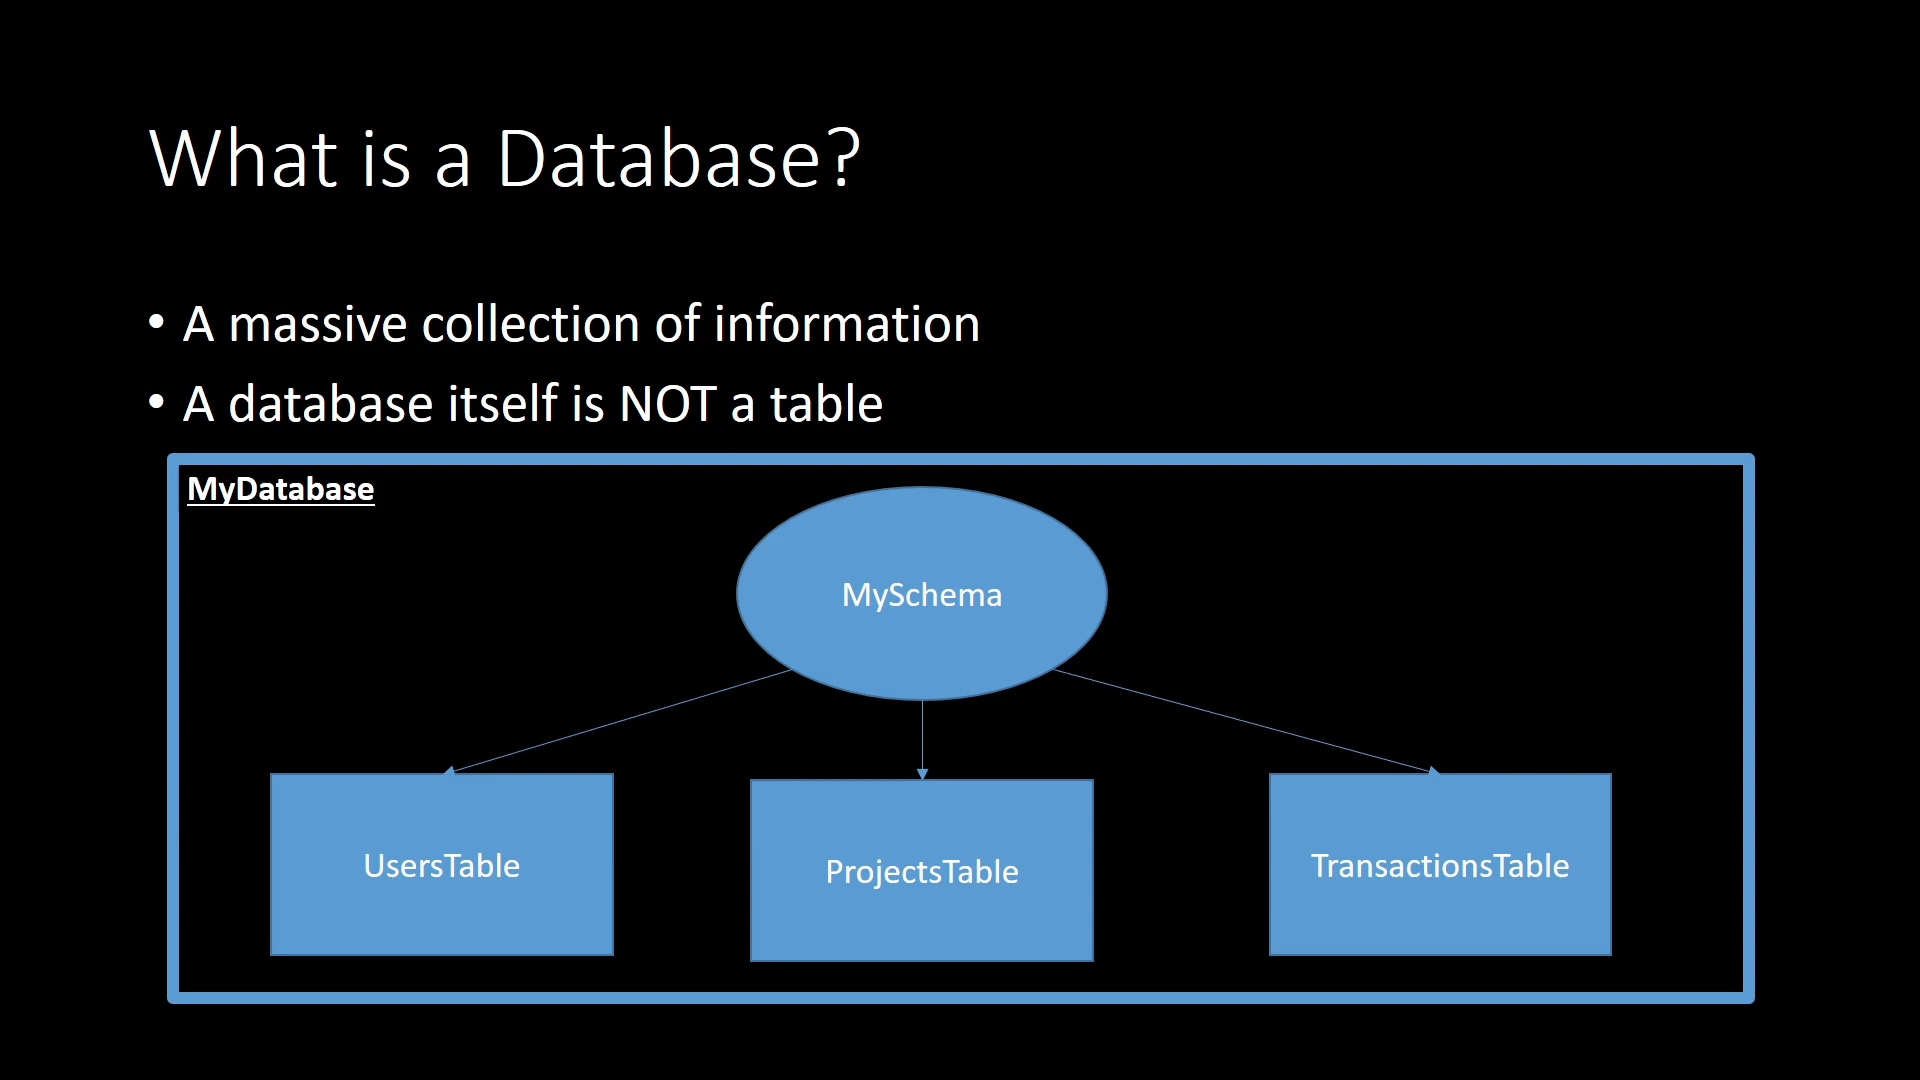 What is a Database?
• A massive collection of information
• A database itself is NOT a table
MyDatabase
MySchema
UsersTable
ProjectsTable
TransactionsTable